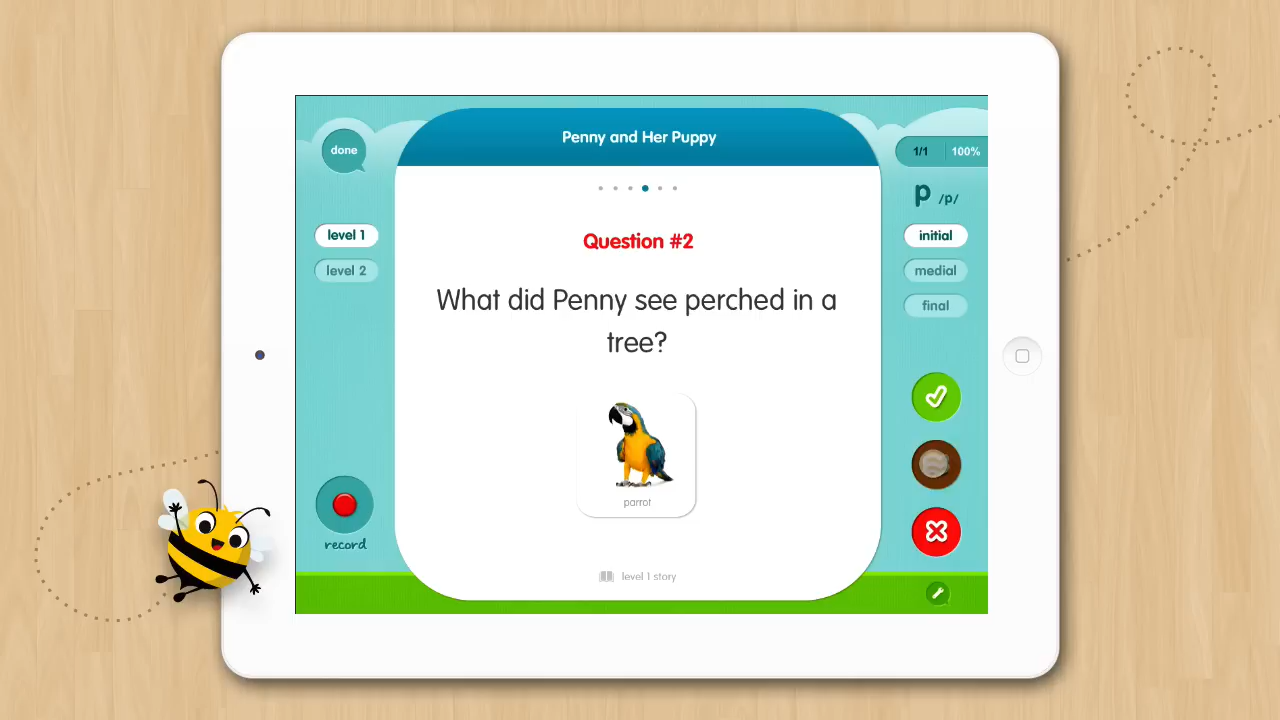 Penny and Her Puppy
done
1/1 100%
p /p/
level 1
level 2
initial
medial
final
Question #2
What did Penny see perched in a
tree?
parrot
record
level 1 story